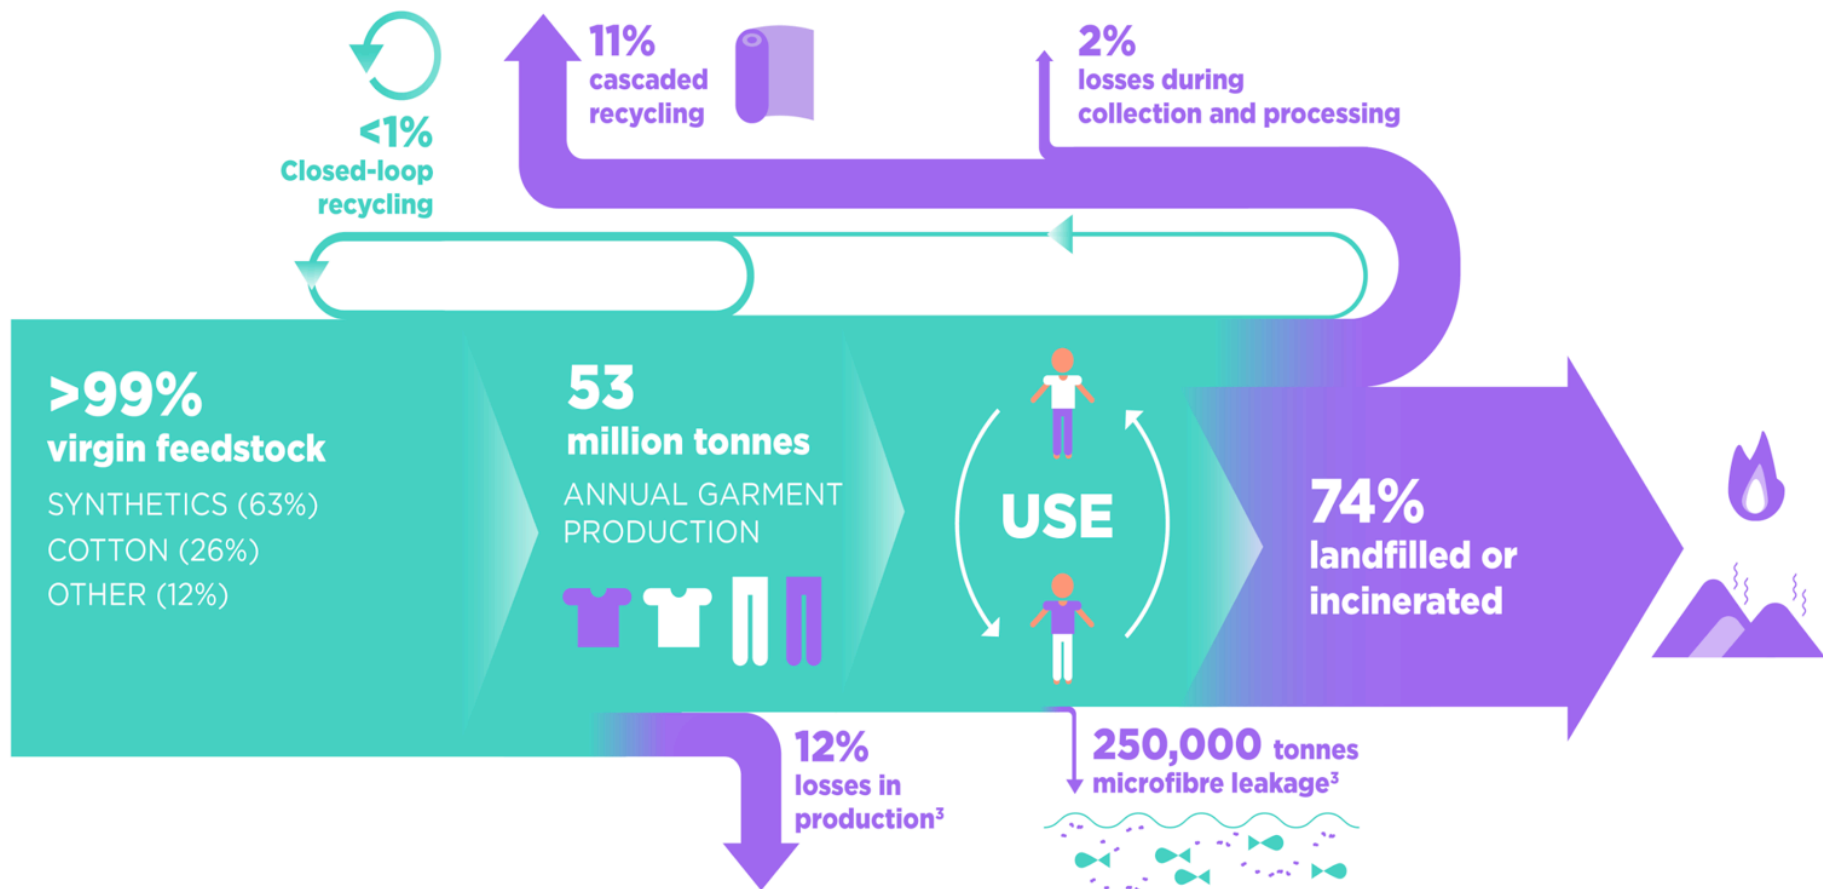 11%
cascaded
recycling
2%
losses during
collection and processing
<1%
Closed-loop
recycling
>99%
virgin feedstock
SYNTHETICS (63%)
COTTON (26%)
OTHER (12%)
53
million tonnes
ANNUAL GARMENT
PRODUCTION
USE
74%
landfilled or
incinerated
12%
losses in
production³
250,000 tonnes
microfibre leakage³